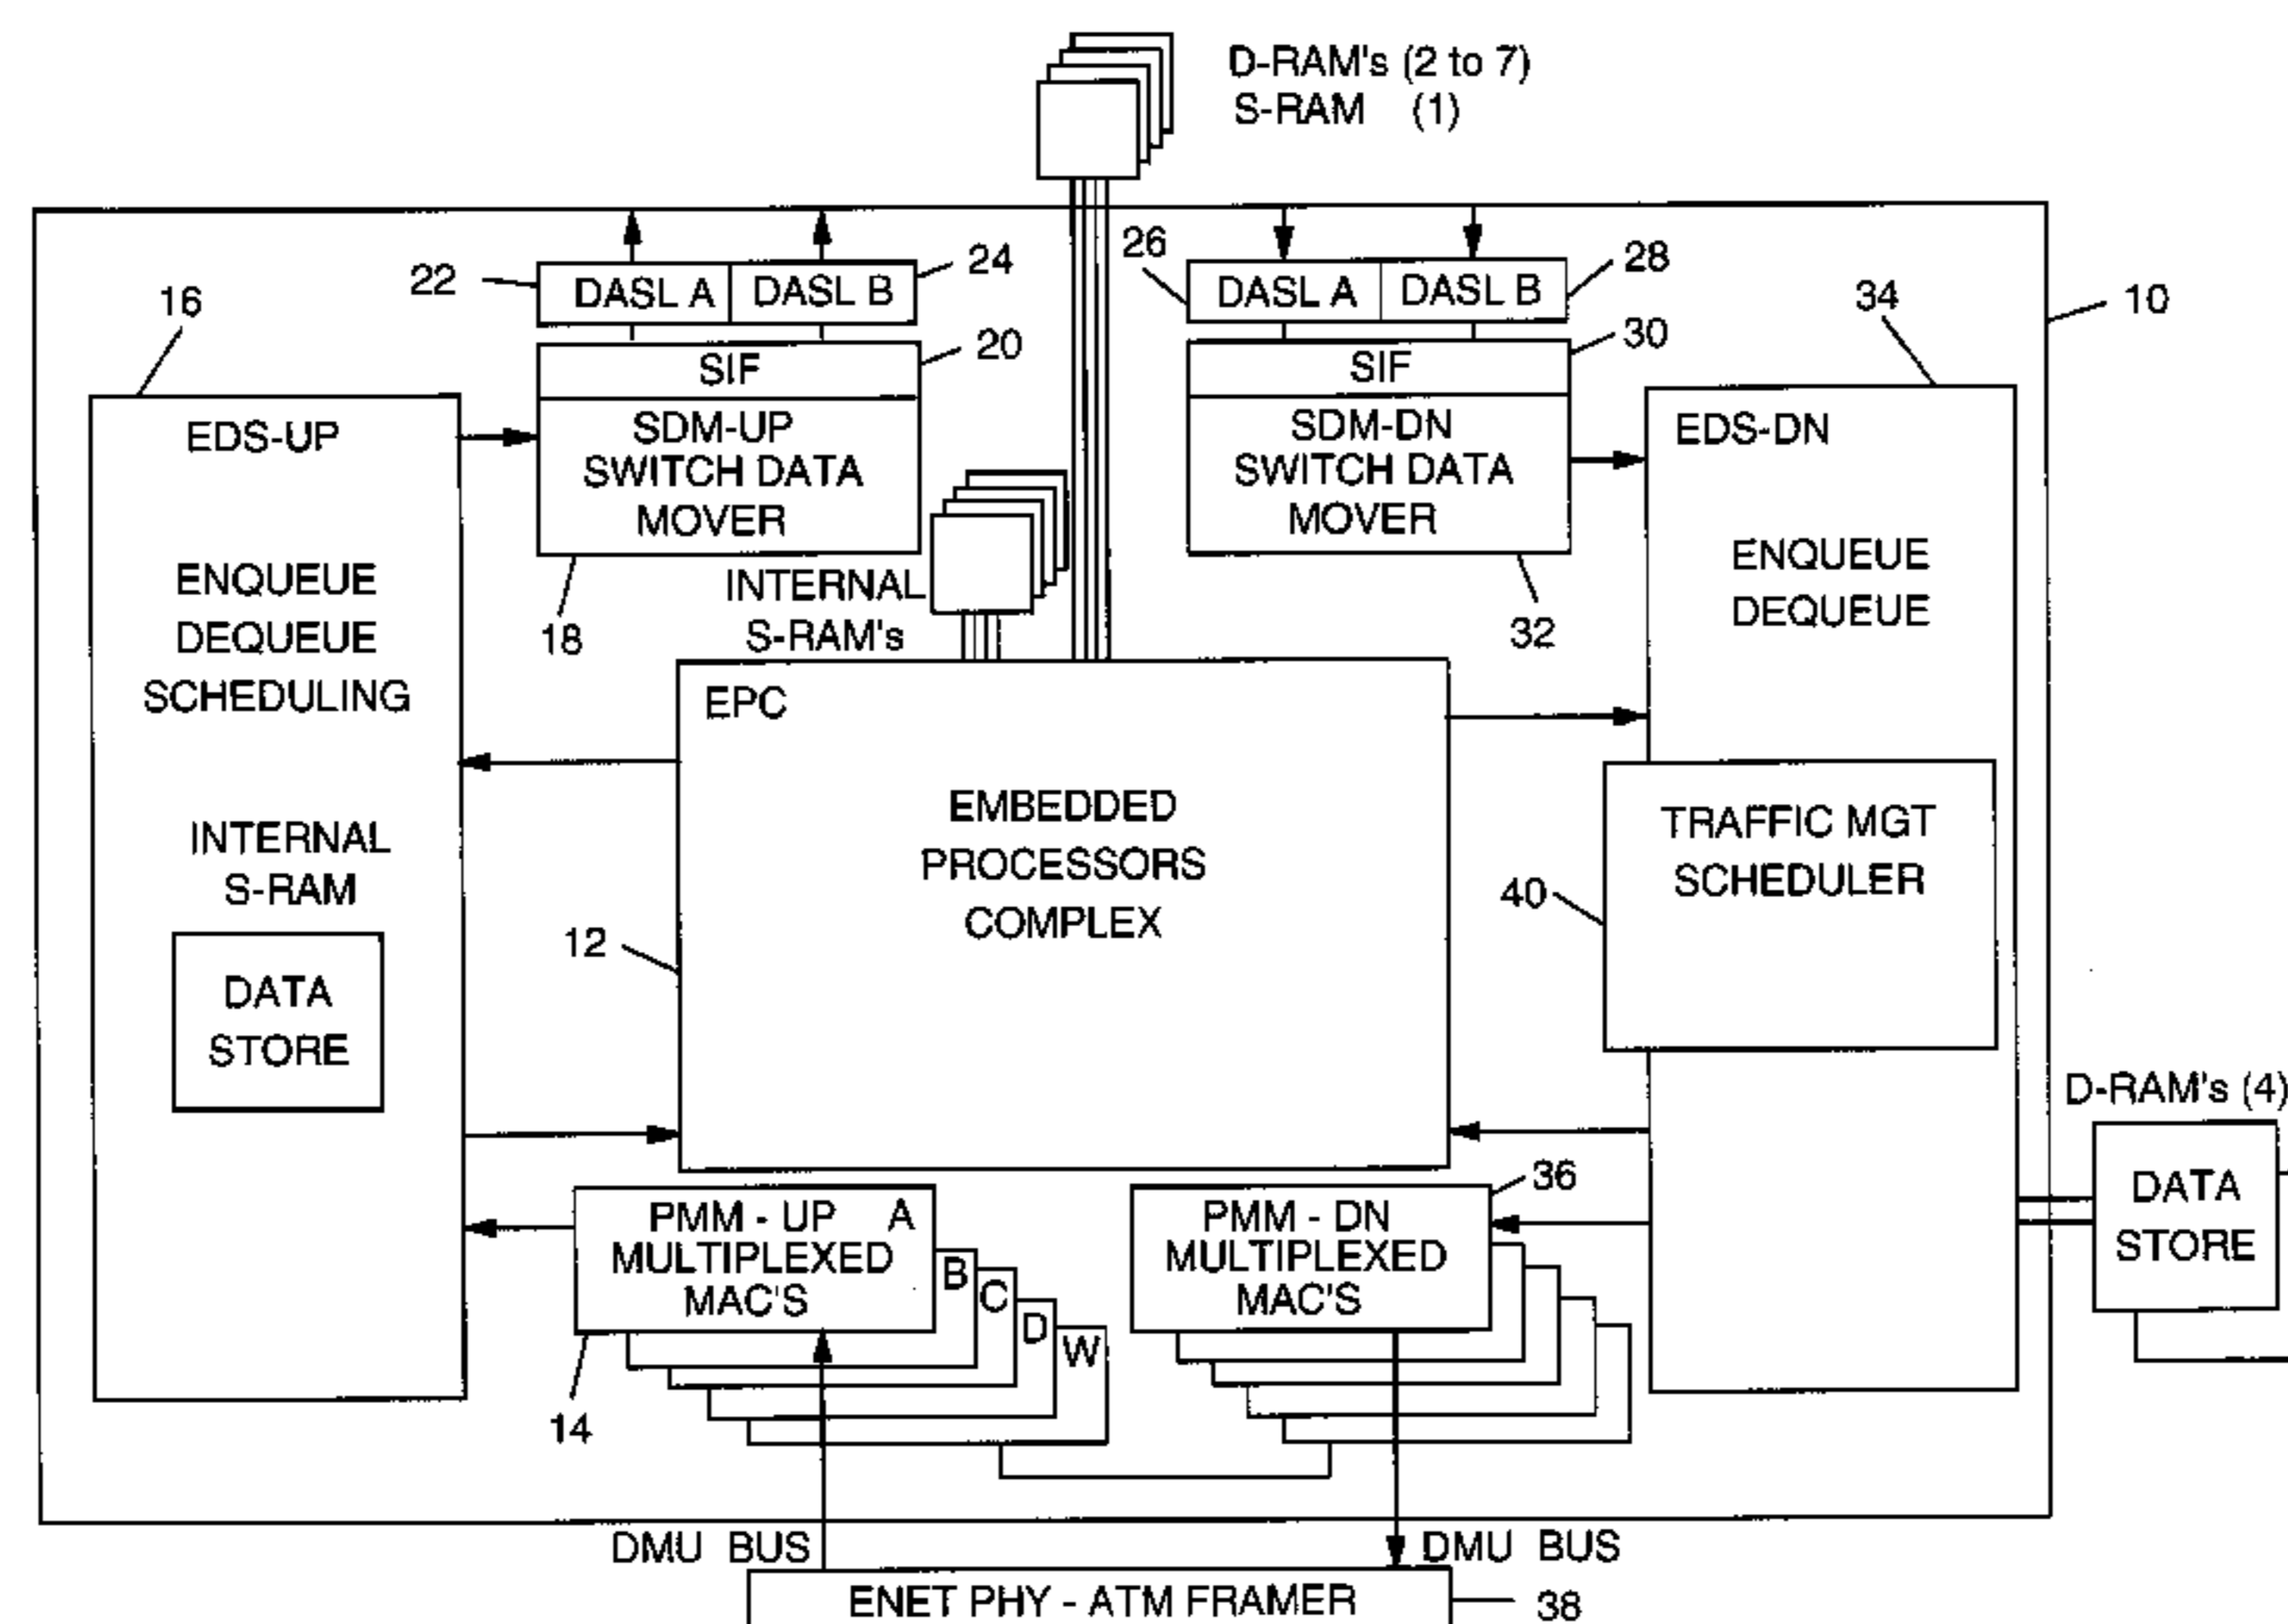 D-RAM's (2 to 7)
S-RAM (1)
16
22
DASL A
DASL B
24
26
DASL A
DASL B
28
34
10
20
SIF
SIF
30
EDS-UP
SDM-UP
SWITCH DATA
MOVER
SDM-DN
SWITCH DATA
MOVER
EDS-DN
ENQUEUE
DEQUEUE
SCHEDULING
18
INTERNAL
S-RAM's
32
ENQUEUE
DEQUEUE
EPC
EMBEDDED
PROCESSORS
COMPLEX
12
INTERNAL
S-RAM
DATA
STORE
TRAFFIC MGT
SCHEDULER
40
D-RAM's (4)
DATA
STORE
PMM - UP A
MULTIPLEXED
MAC'S
B
C
D
W
14
PMM - DN
MULTIPLEXED
MAC'S
36
DMU BUS
DMU BUS
ENET PHY - ATM FRAMER
38